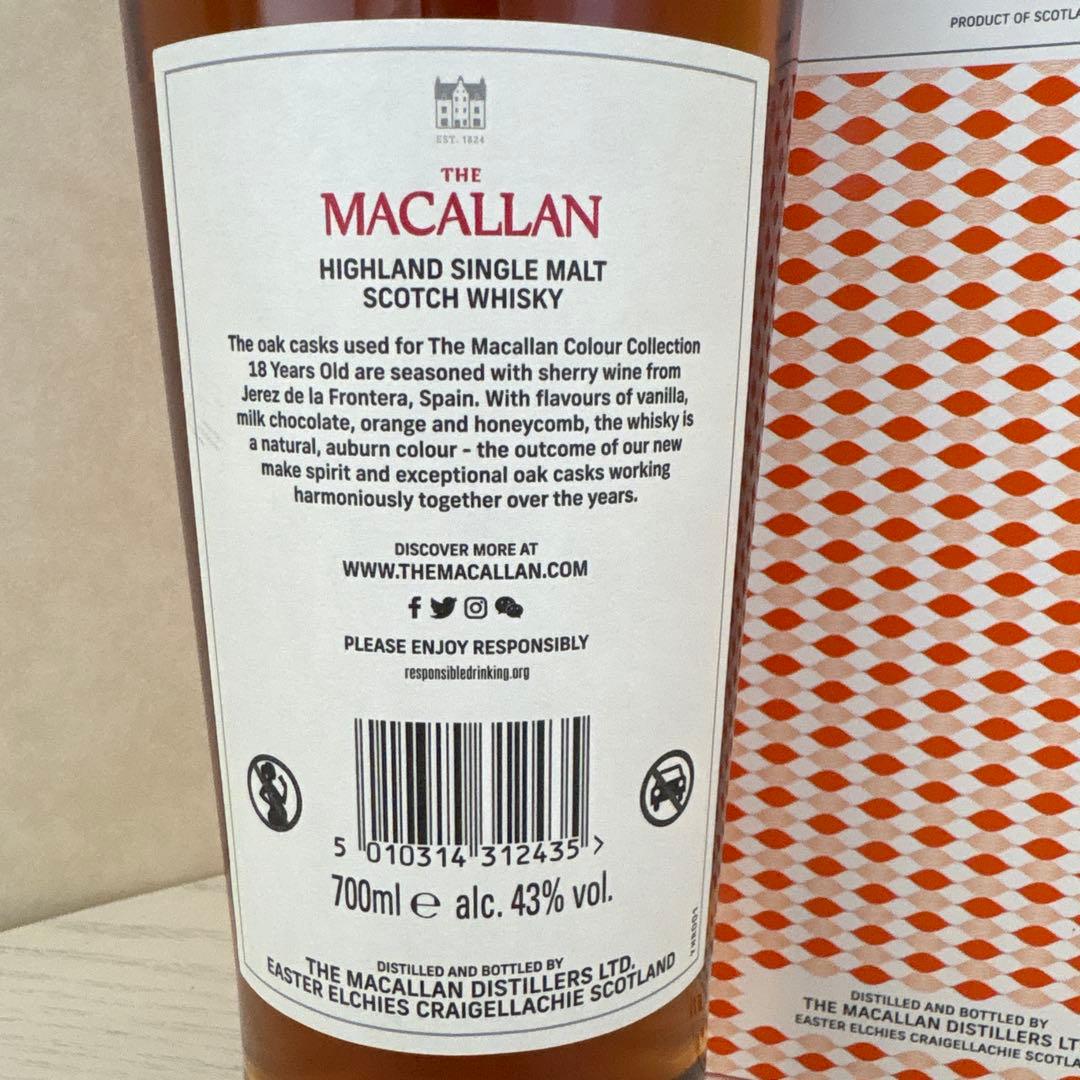 EST. 1824
THE
MACALLAN
HIGHLAND SINGLE MALT
SCOTCH WHISKY
The oak casks used for The Macallan Colour Collection
18 Years Old are seasoned with sherry wine from
Jerez de la Frontera, Spain. With flavours of vanilla,
milk chocolate, orange and honeycomb, the whisky is
a natural, auburn colour - the outcome of our new
make spirit and exceptional oak casks working
harmoniously together over the years.
DISCOVER MORE AT
WWW.THEMACALLAN.COM
PLEASE ENJOY RESPONSIBLY
responsibledrinking.org
5 010314 312435 >
700ml e alc. 43% vol.
DISTILLED AND BOTTLED BY
THE MACALLAN DISTILLERS LTD.
EASTER ELCHIES CRAIGELLACHIE SCOTLAND
PRODUCT OF SCOTLA
DISTILLED AND BOTTLED BY
THE MACALLAN DISTILLERS LT
EASTER ELCHIES CRAIGELLACHIE SCOTLA